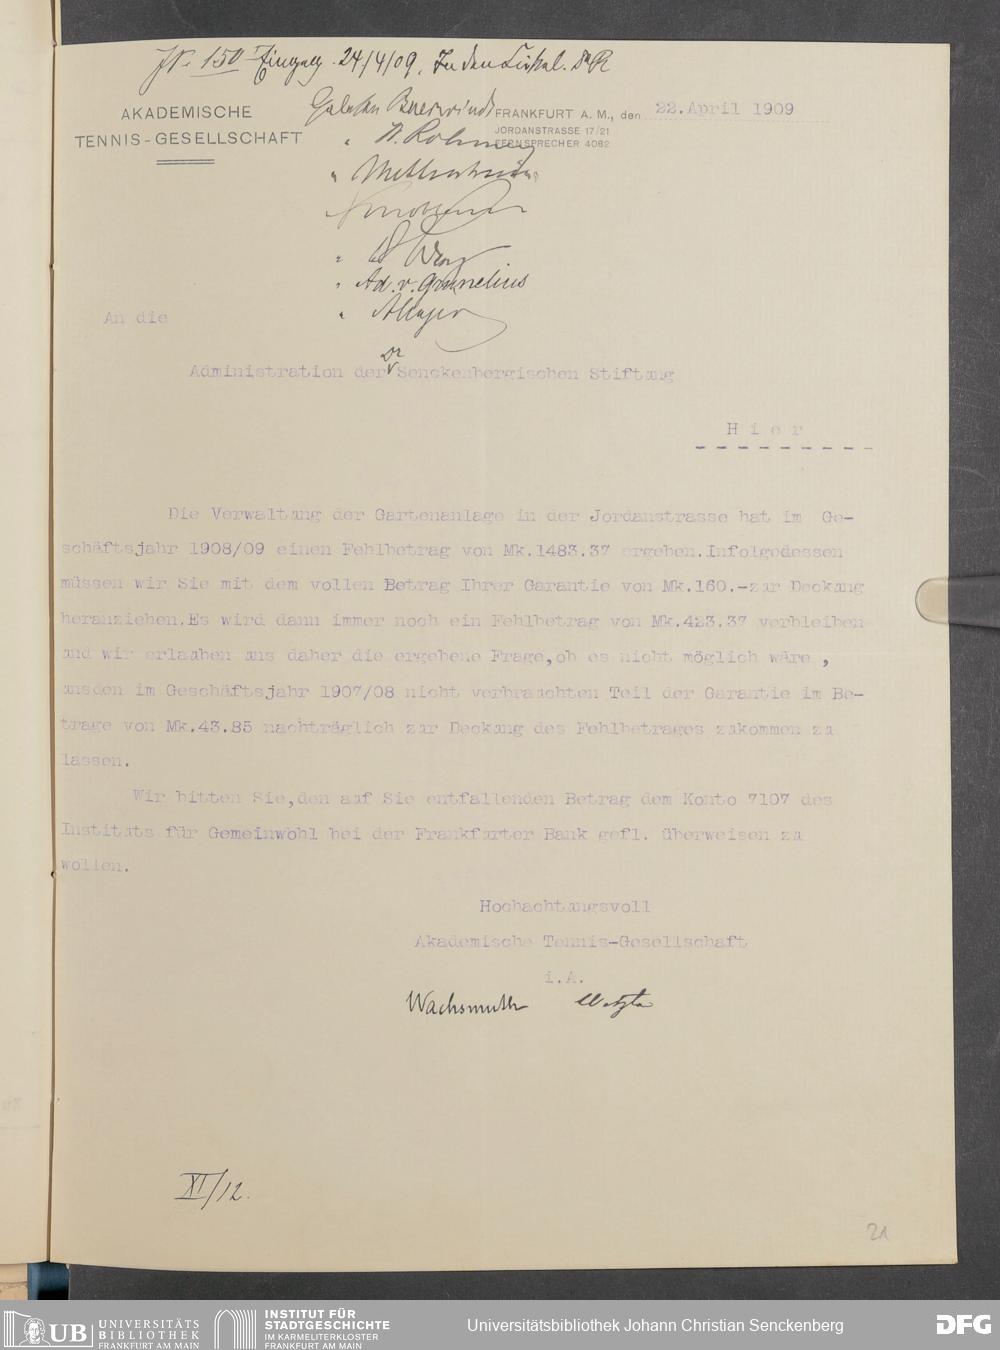 No 150 Eingang 24/4/09.
AKADEMISCHE
TENNIS-GESELLSCHAFT
Gelesen
FRANKFURT A. M., den 22.April 1909
JORDANSTRASSE 17/21
FERNSPRECHER 4082
" Ad. v. Brünelius
An die
Dr
Administration der Senckenbergischen Stiftung
Hier
Die Verwaltung der Gartenanlage in der Jordanstrasse hat im Ge-
schäftsjahr 1908/09 einen Fehlbetrag von Mk.1483.37 ergeben.Infolgedessen
müssen wir Sie mit dem vollen Betrag Ihrer Garantie von Mk.160.-zur Deckung
heranziehen.Es wird dann immer noch ein Fehlbetrag von Mk.423.37 verbleiben
und wir erlauben uns daher die ergebene Frage,ob es nicht möglich wäre ,
unsden im Geschäftsjahr 1907/08 nicht verbrauchten Teil der Garantie im Be-
trage von Mk.43.85 nachträglich zur Deckung des Fehlbetrages zukommen zu
lassen.
Wir bitten Sie,den auf Sie entfallenden Betrag dem Konto 7107 des
Instituts für Gemeinwohl bei der Frankfurter Bank gefl. überweisen zu
wollen.
Hochachtungsvoll
Akademische Tennis-Gesellschaft
i.A.
Wachsmuth
XI/12.
21
UB UNIVERSITÄTS
BIBLIOTHEK
FRANKFURT AM MAIN
INSTITUT FÜR
STADTGESCHICHTE
IM KARMELITERKLOSTER
FRANKFURT AM MAIN
Universitätsbibliothek Johann Christian Senckenberg
DFG